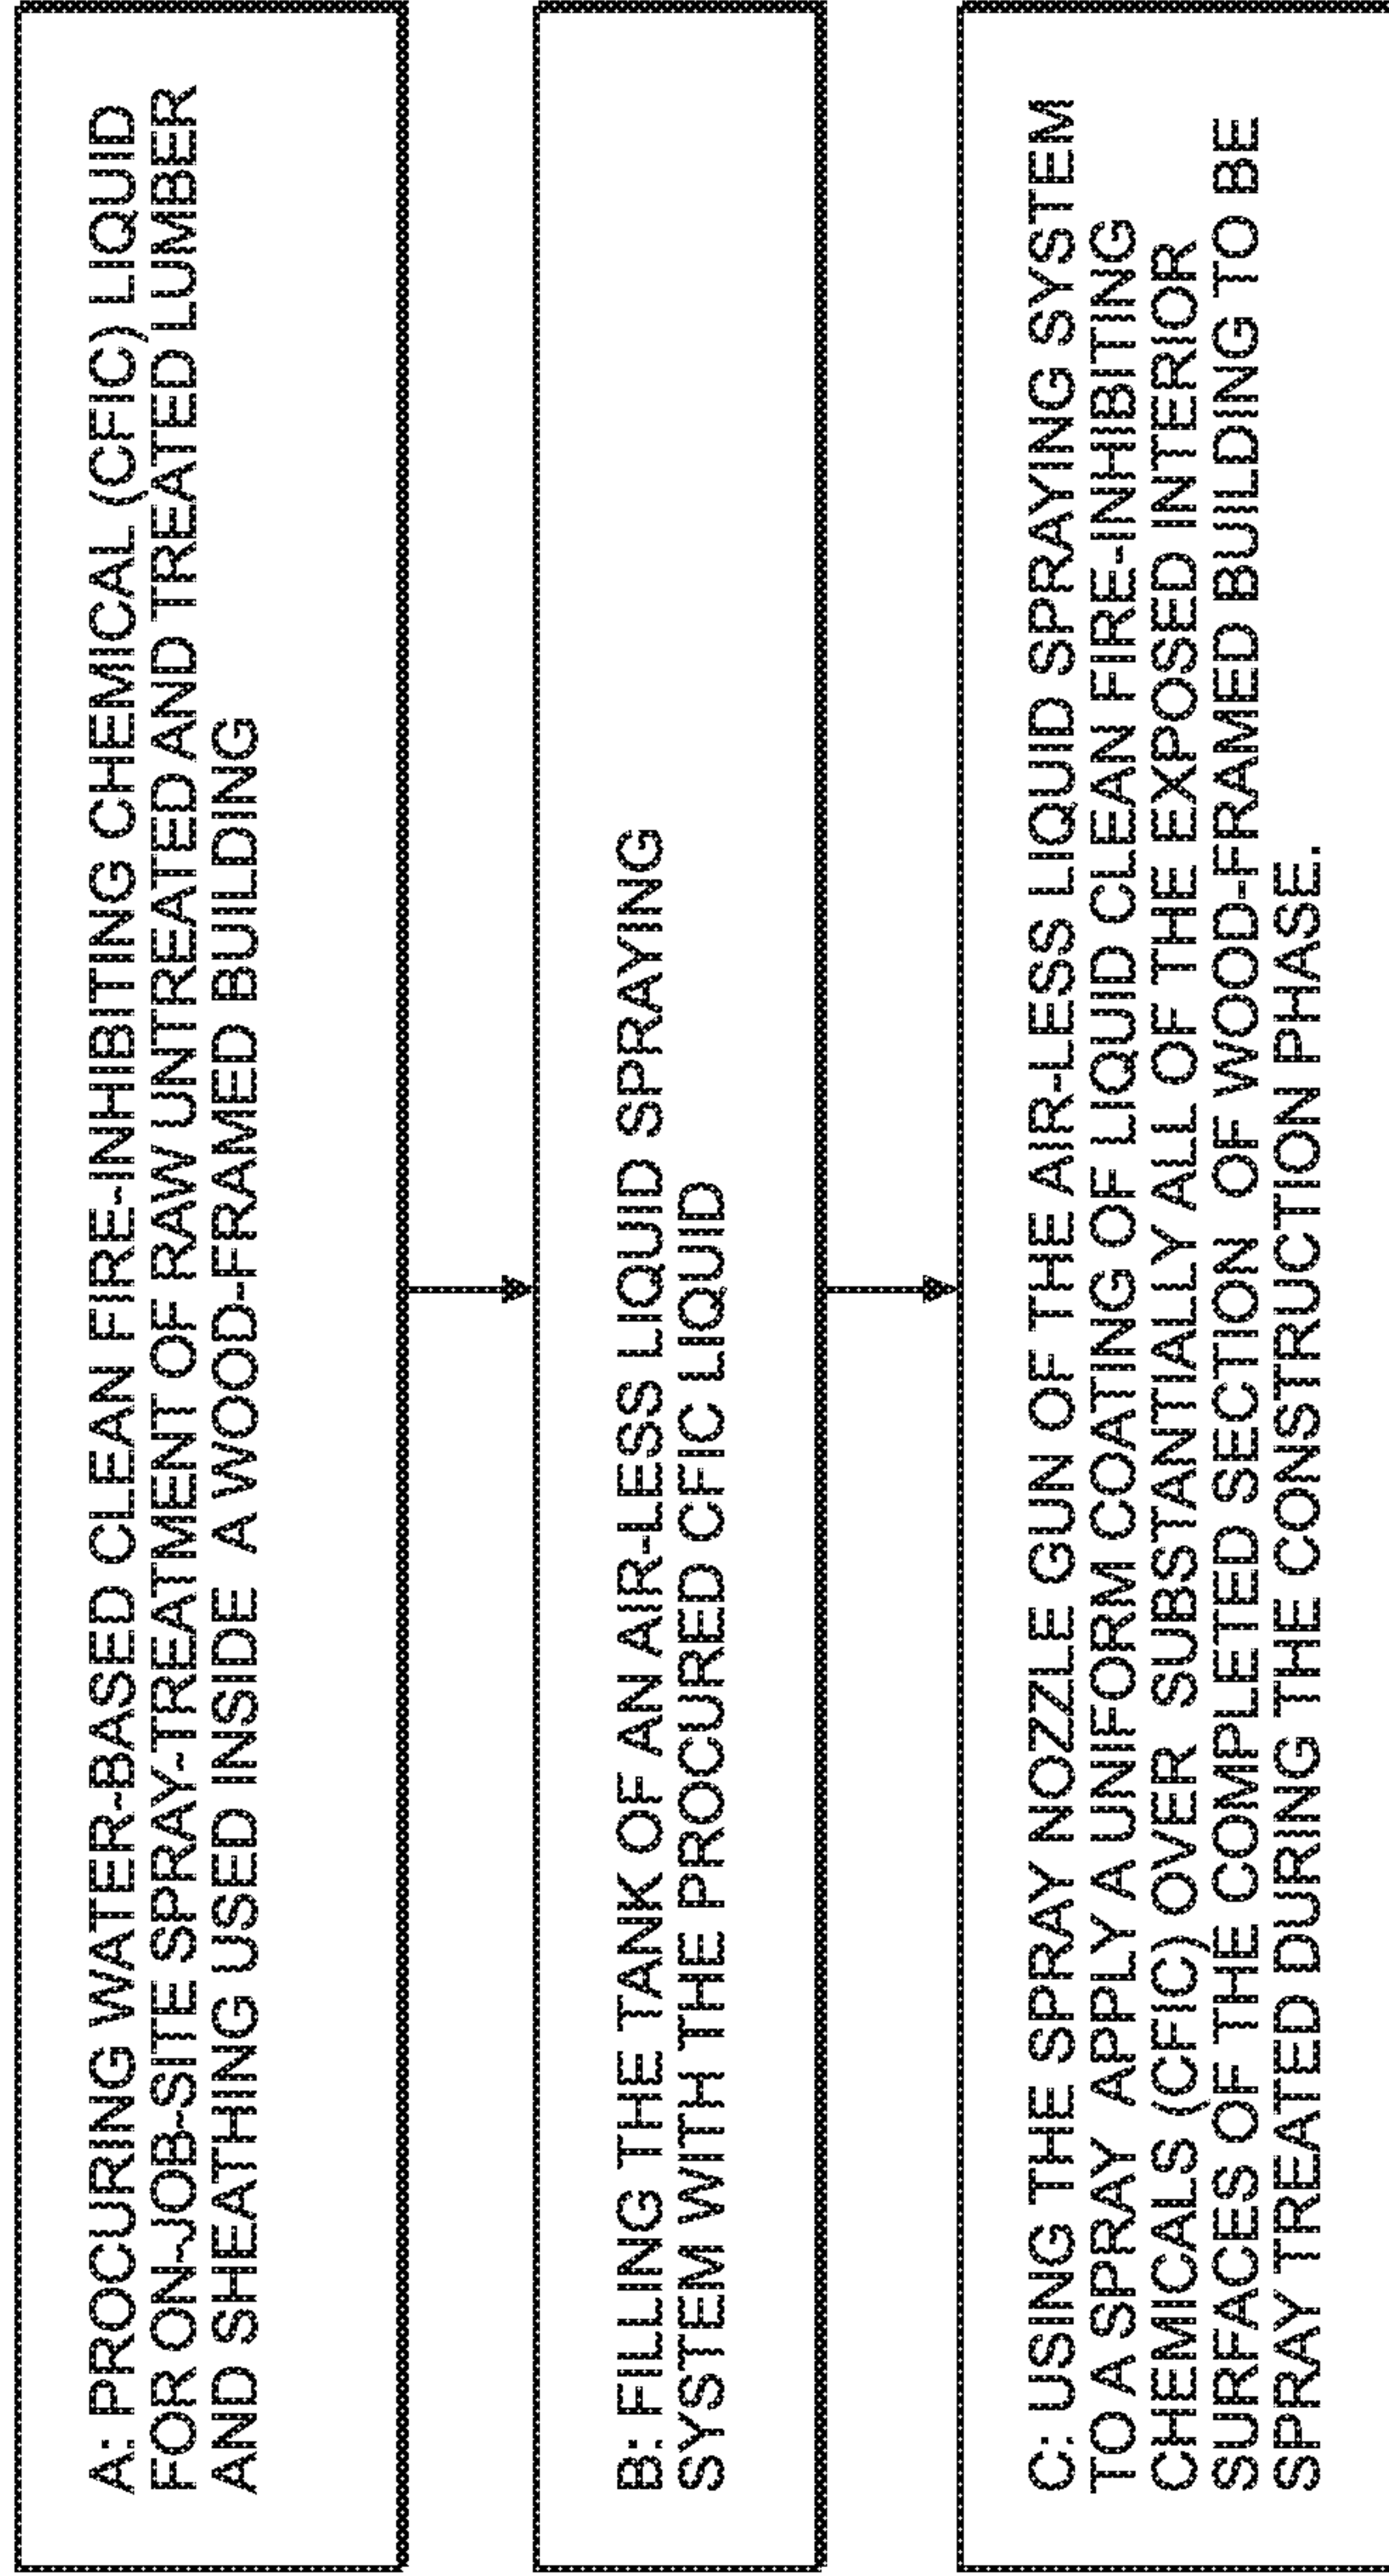 A: PROCURING WATER-BASED CLEAN FIRE-INHIBITING CHEMICAL (CFIC) LIQUID
FOR ON-JOB-SITE SPRAY-TREATMENT OF RAW UNTREATED AND TREATED LUMBER
AND SHEATHING USED INSIDE A WOOD-FRAMED BUILDING
B: FILLING THE TANK OF AN AIR-LESS LIQUID SPRAYING
SYSTEM WITH THE PROCURED CFIC LIQUID
C: USING THE SPRAY NOZZLE GUN OF THE AIR-LESS LIQUID SPRAYING SYSTEM
TO A SPRAY APPLY A UNIFORM COATING OF LIQUID CLEAN FIRE-INHIBITING
CHEMICALS (CFIC) OVER SUBSTANTIALLY ALL OF THE EXPOSED INTERIOR
SURFACES OF THE COMPLETED SECTION OF WOOD-FRAMED BUILDING TO BE
SPRAY TREATED DURING THE CONSTRUCTION PHASE.